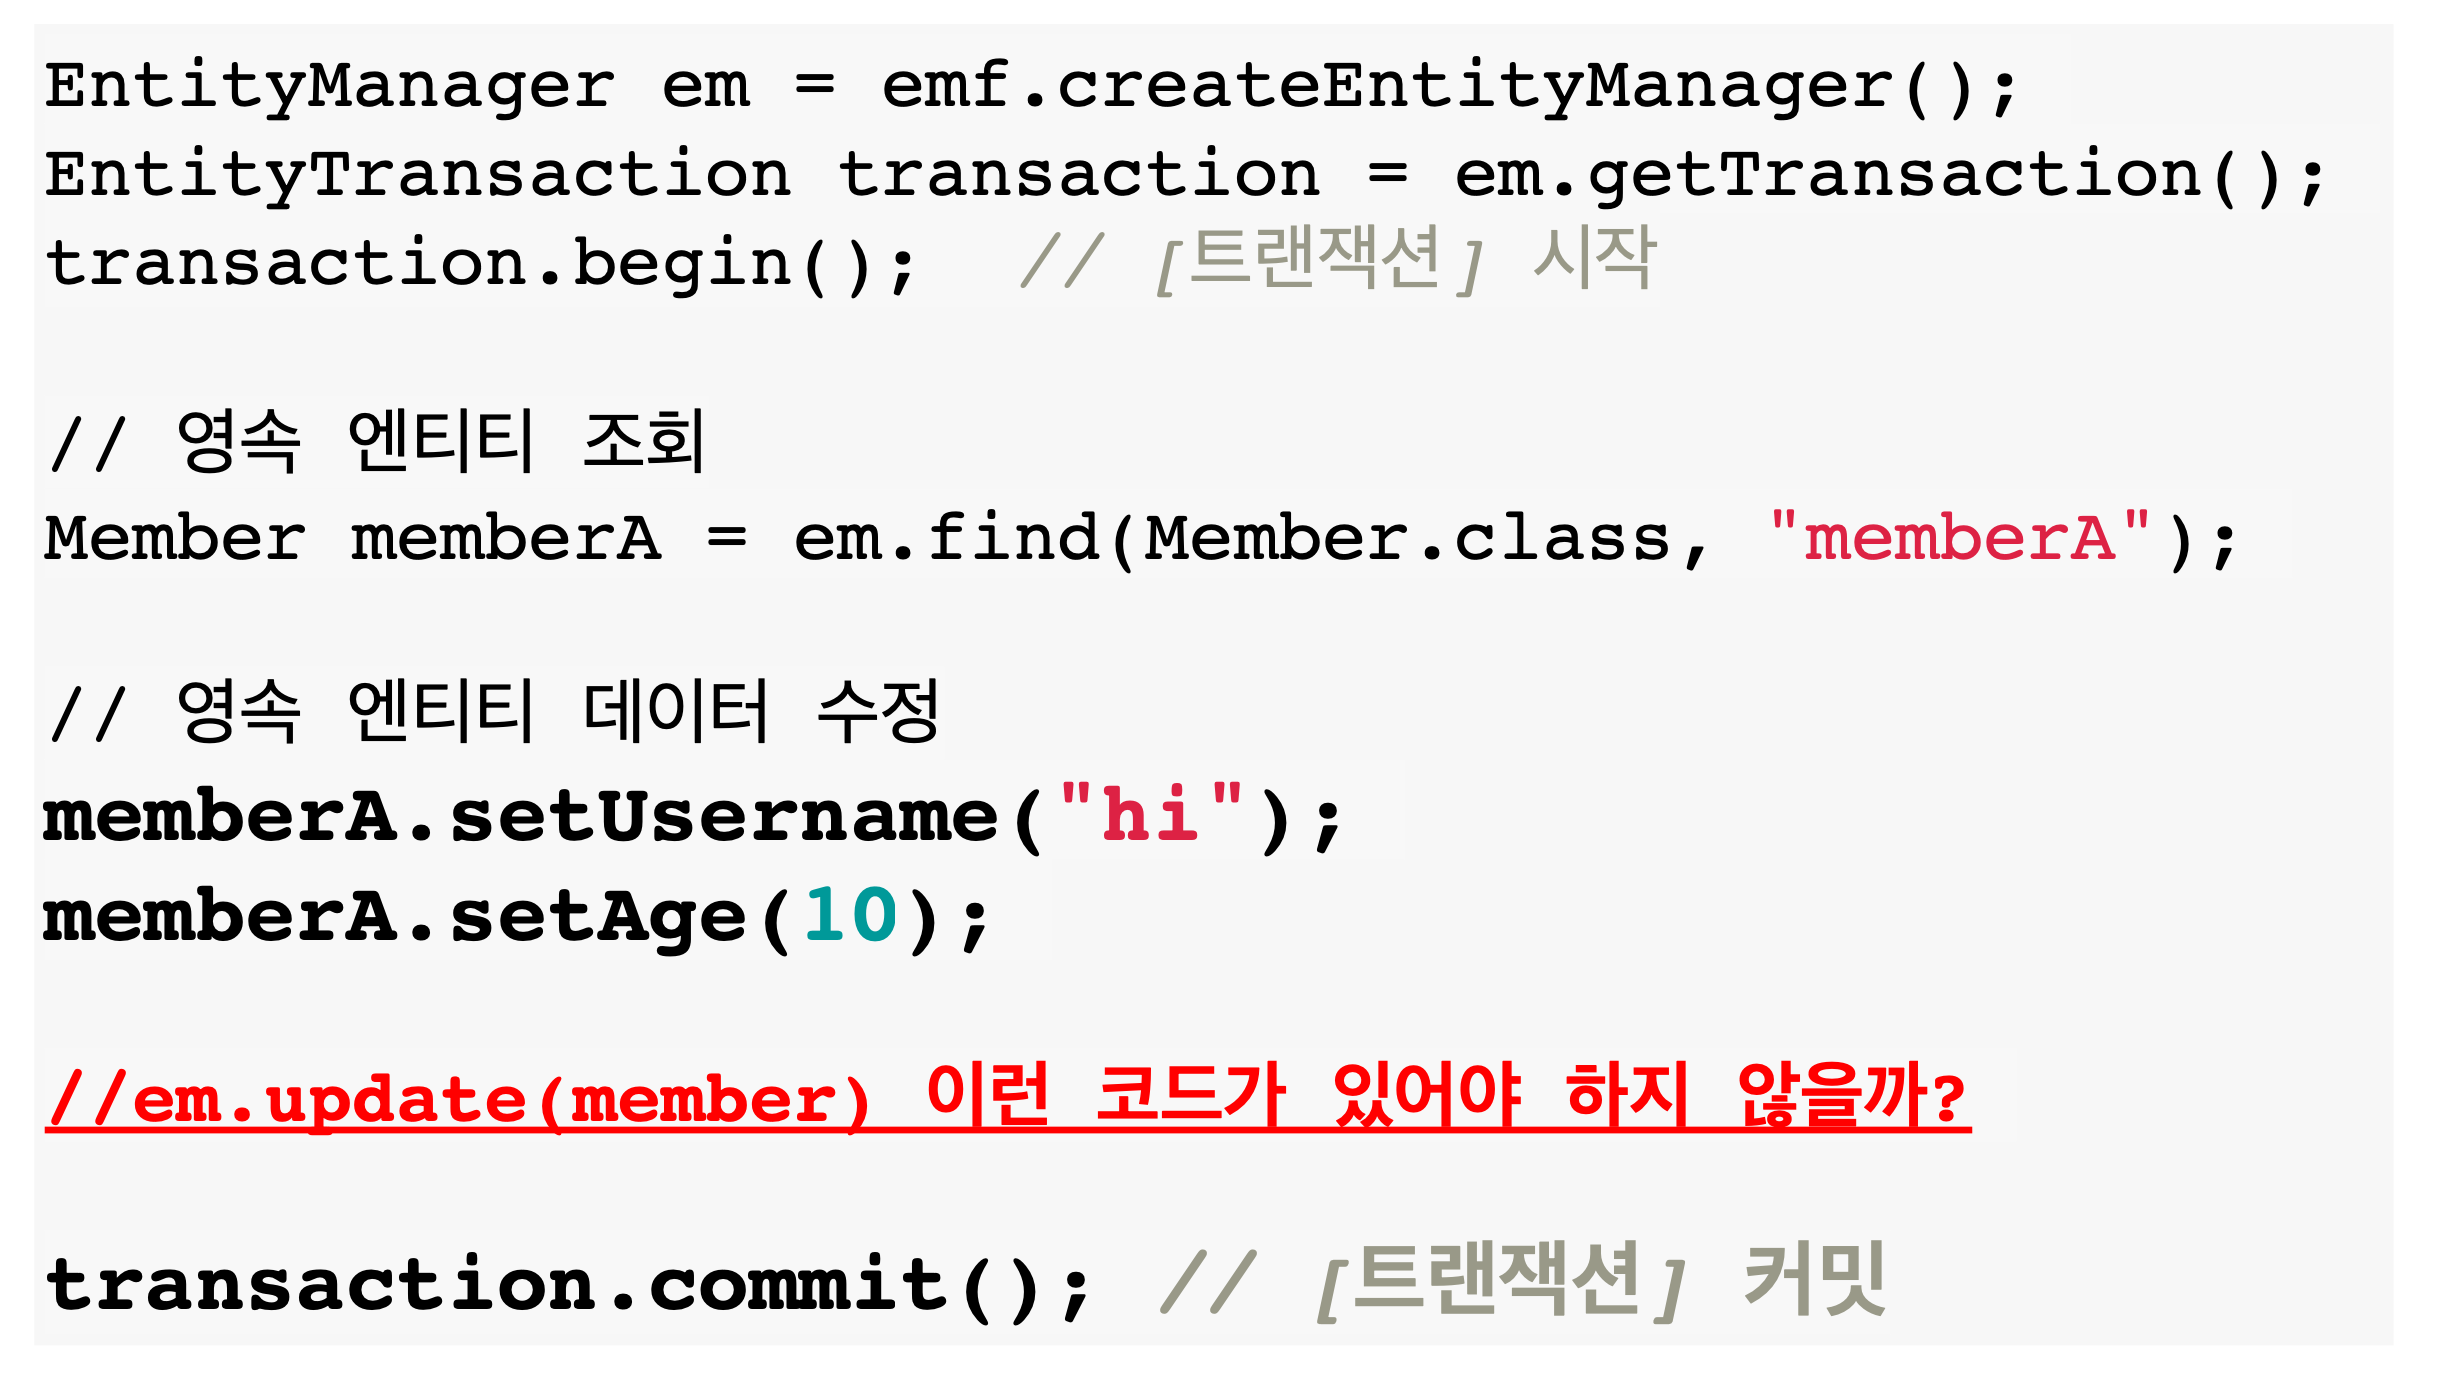 EntityManager em = emf.createEntityManager();
EntityTransaction transaction = em.getTransaction();
transaction.begin();  // [트랜잭션] 시작
// 영속 엔티티 조회
Member memberA = em.find(Member.class, "memberA");
// 영속 엔티티 데이터 수정
memberA.setUsername("hi");
memberA.setAge(10);
//em.update(member) 이런 코드가 있어야 하지 않을까?
transaction.commit(); // [트랜잭션] 커밋